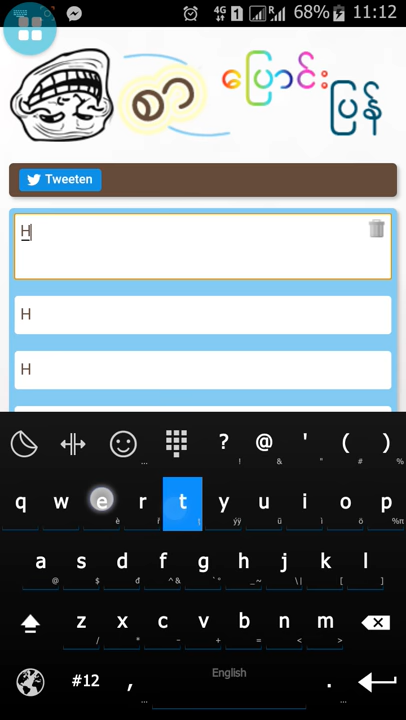 4G 1 R 68% 11:12
စာ
ပြောင်း
ပြန်
Tweeten
H
H
H
? @ ' ( )
! & " # %
q w e r t y u i o p
a s d f g h j k l
z x c v b n m
#12 , English .